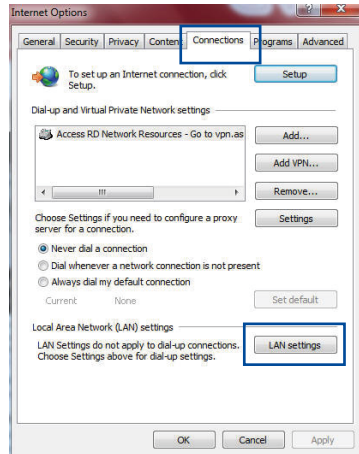 Internet Options
General Security Privacy Content Connections Programs Advanced
To set up an Internet connection, click
Setup.
Setup
Dial-up and Virtual Private Network settings
Access RD Network Resources - Go to vpn.as
Add...
Add VPN...
Remove...
Choose Settings if you need to configure a proxy
server for a connection.
Settings
Never dial a connection
Dial whenever a network connection is not present
Always dial my default connection
Current None
Set default
Local Area Network (LAN) settings
LAN Settings do not apply to dial-up connections.
Choose Settings above for dial-up settings.
LAN settings
OK Cancel Apply